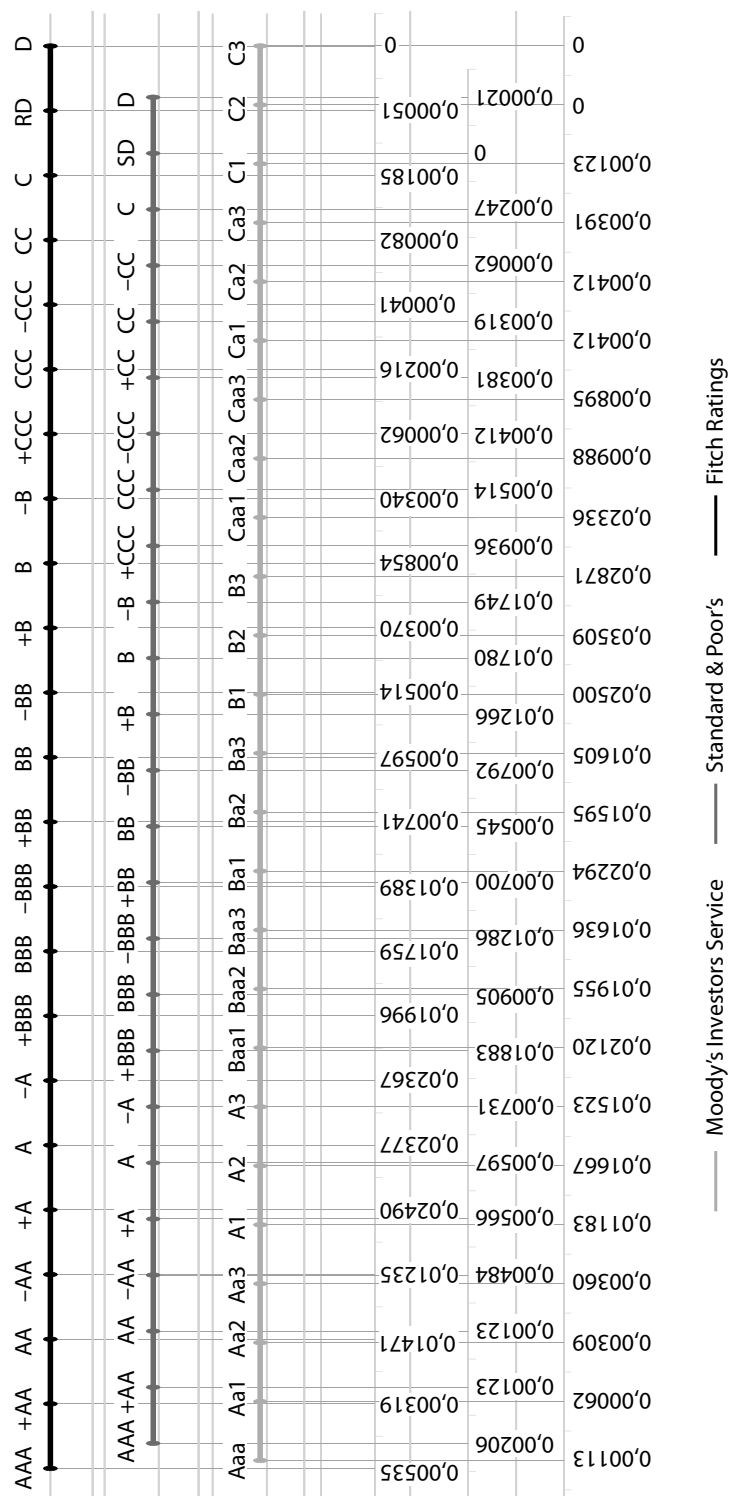 AAA +AA AA −AA +A A −A +BBB BBB −BBB +BB BB −BB +B B −B +CCC CCC −CCC CC C RD D
AAA +AA AA −AA +A A −A +BBB BBB −BBB +BB BB −BB +B B −B +CCC CCC −CCC +CC CC −CC C SD D
Aaa Aa1 Aa2 Aa3 A1 A2 A3 Baa1 Baa2 Baa3 Ba1 Ba2 Ba3 B1 B2 B3 Caa1 Caa2 Caa3 Ca1 Ca2 Ca3 C1 C2 C3
0,00535 0,00319 0,01471 0,01235 0,02490 0,02377 0,02367 0,01996 0,01759 0,01389 0,00741 0,00597 0,00514 0,00370 0,00854 0,00340 0,00062 0,00216 0,00041 0,00082 0,00185 0,00051 0
0,00206 0,00123 0,00123 0,00484 0,00566 0,00597 0,00731 0,01883 0,00905 0,01286 0,00700 0,00545 0,00792 0,01266 0,01780 0,01749 0,00936 0,00514 0,00412 0,00381 0,00319 0,00062 0,00247 0 0,00021
0,00113 0,00062 0,00309 0,00360 0,01183 0,01667 0,01523 0,02120 0,01955 0,01636 0,02294 0,01595 0,01605 0,02500 0,03509 0,02871 0,02336 0,00988 0,00895 0,00412 0,00412 0,00391 0,00123 0 0
Moody's Investors Service Standard & Poor's Fitch Ratings